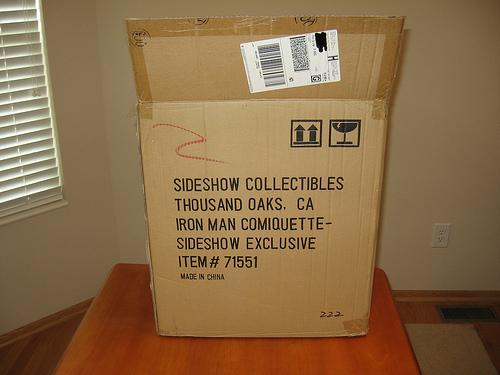 SIDESHOW COLLECTIBLES
THOUSAND OAKS, CA
IRON MAN COMIQUETTE-
SIDESHOW EXCLUSIVE
ITEM# 71551
MADE IN CHINA
222